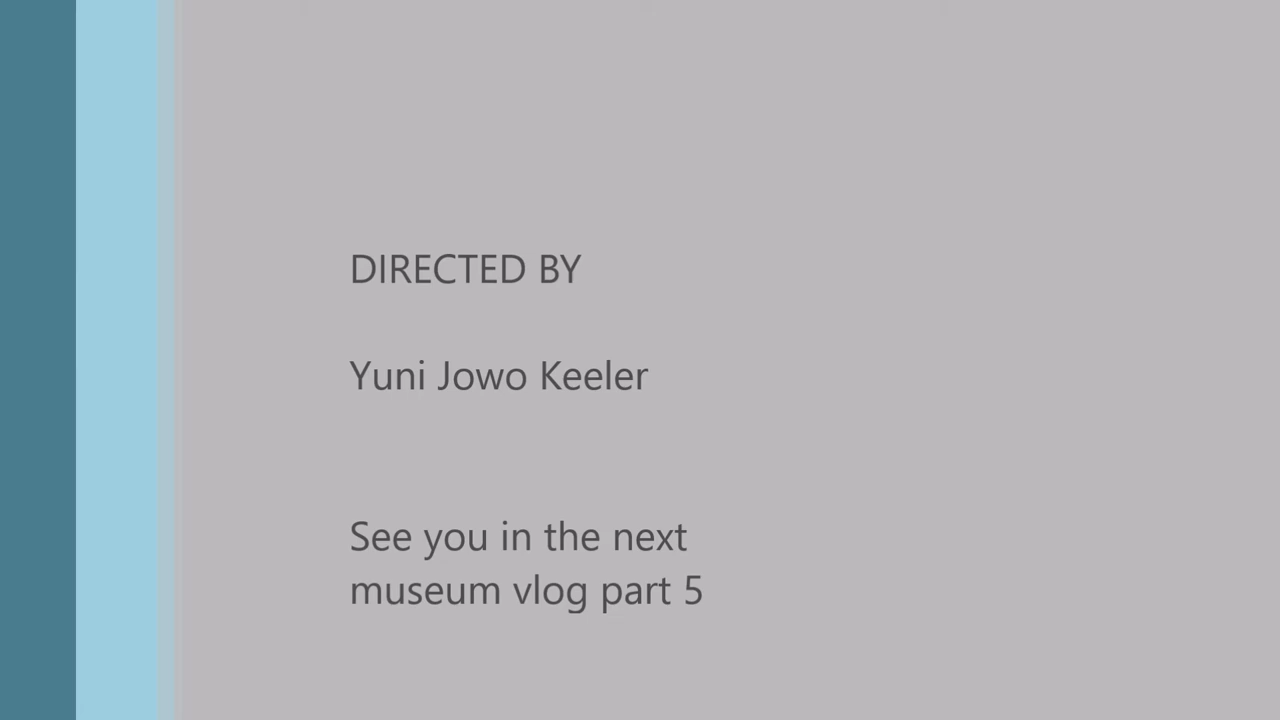 DIRECTED BY
Yuni Jowo Keeler
See you in the next
museum vlog part 5